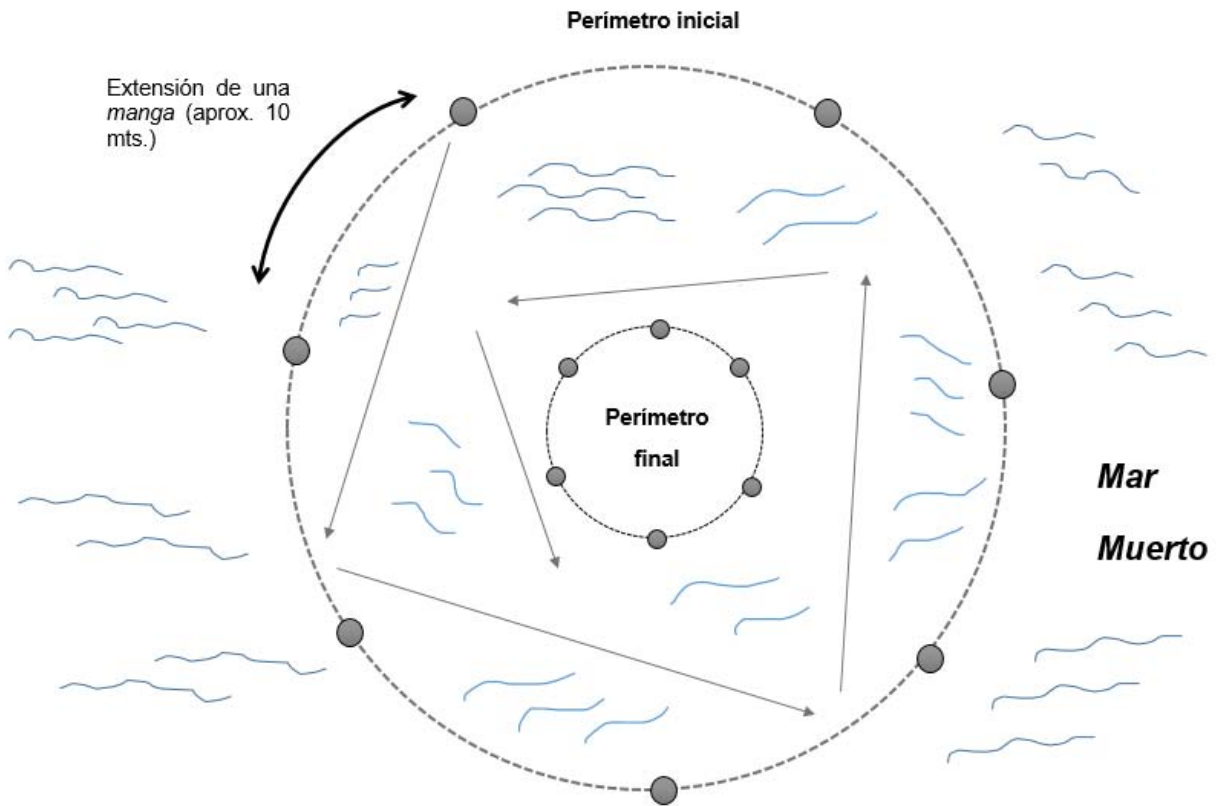 Perímetro inicial
Extensión de una
manga (aprox. 10
mts.)
Perímetro
final
Mar
Muerto